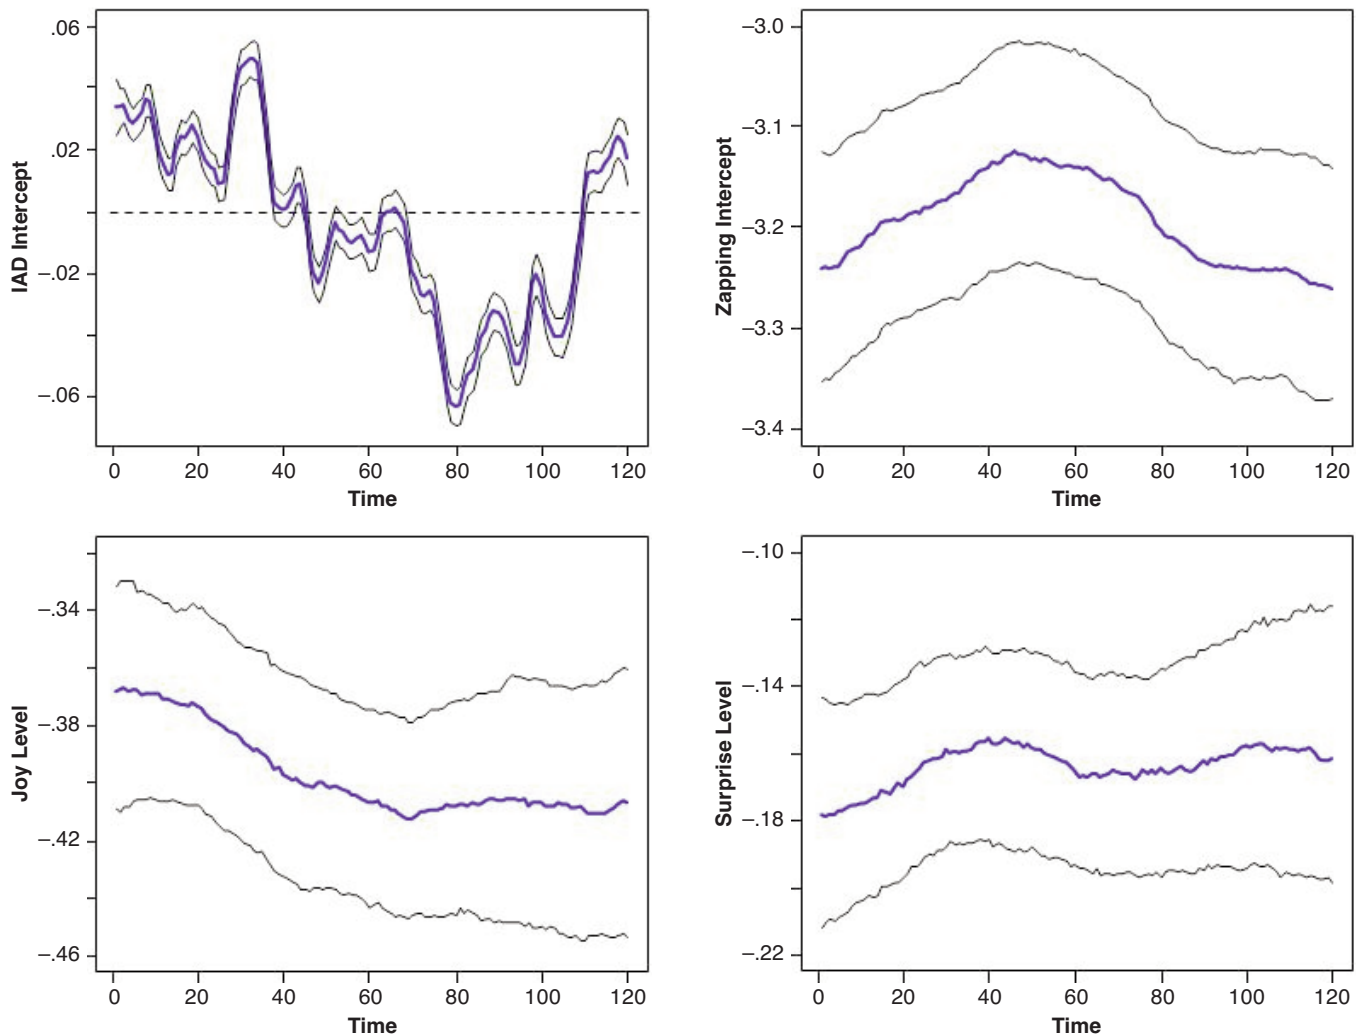 .06
.02
–.02
–.06
IAD Intercept
0 20 40 60 80 100 120
Time
–3.0
–3.1
–3.2
–3.3
–3.4
Zapping Intercept
0 20 40 60 80 100 120
Time
–.34
–.38
–.42
–.46
Joy Level
0 20 40 60 80 100 120
Time
–.10
–.14
–.18
–.22
Surprise Level
0 20 40 60 80 100 120
Time